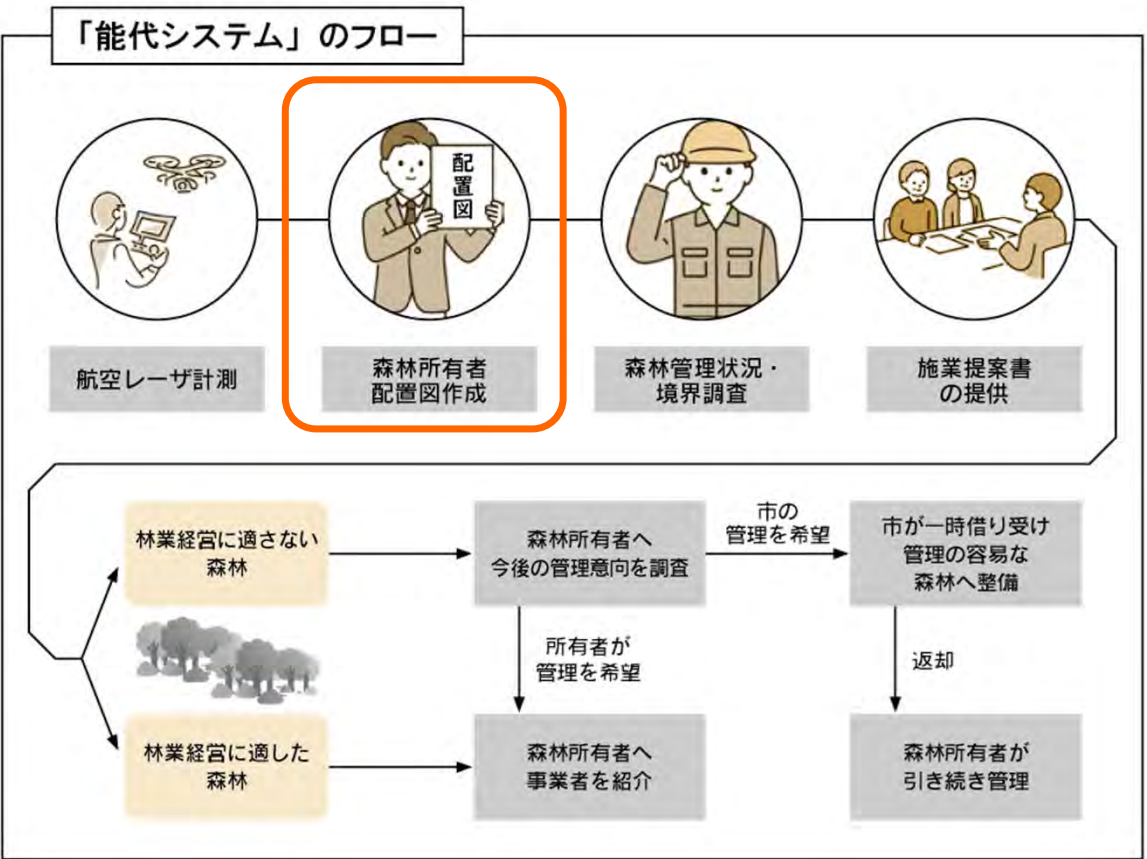 「能代システム」のフロー
配置図
航空レーザ計測
森林所有者
配置図作成
森林管理状況・
境界調査
施業提案書
の提供
林業経営に適さない
森林
森林所有者へ
今後の管理意向を調査
市の
管理を希望
市が一時借り受け
管理の容易な
森林へ整備
所有者が
管理を希望
返却
林業経営に適した
森林
森林所有者へ
事業者を紹介
森林所有者が
引き続き管理